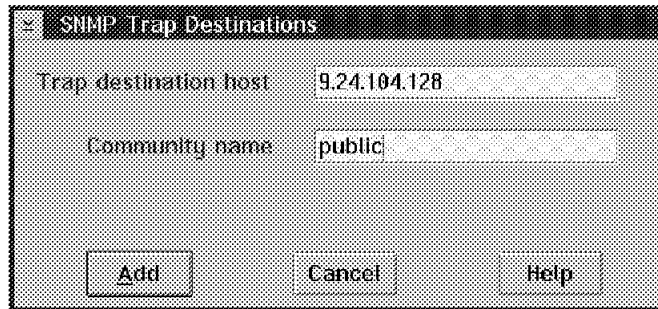 SNMP Trap Destinations
Trap destination host 9.24.104.128
Community name public
Add Cancel Help